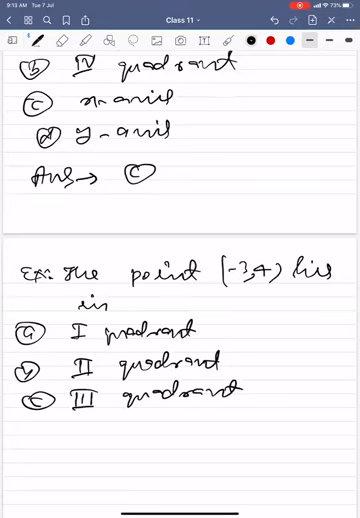 9:13 AM Tue 7 Jul
73%
Class 11
(b) IV quadrant
(c) x-axis
(d) y-axis
Ans → (c)
Ex: The point (-3,4) lies
in
(a) I quadrant
(b) II quadrant
(c) III quadrant